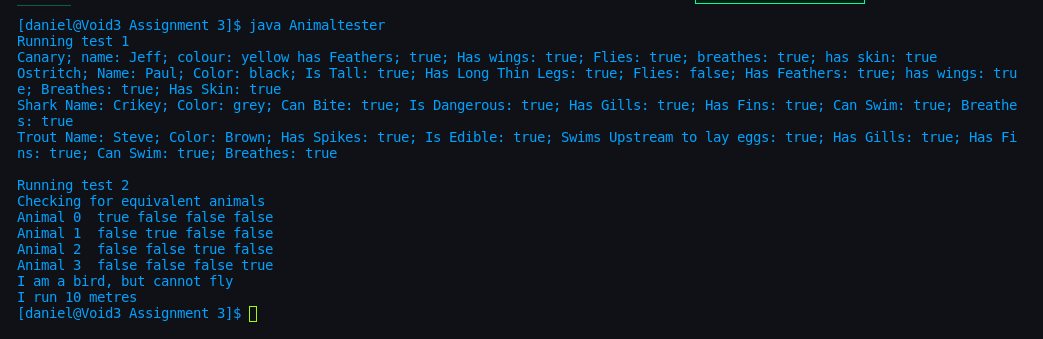 [daniel@Void3 Assignment 3]$ java Animaltester
Running test 1
Canary; name: Jeff; colour: yellow has Feathers; true; Has wings: true; Flies: true; breathes: true; has skin: true
Ostritch; Name: Paul; Color: black; Is Tall: true; Has Long Thin Legs: true; Flies: false; Has Feathers: true; has wings: tru
e; Breathes: true; Has Skin: true
Shark Name: Crikey; Color: grey; Can Bite: true; Is Dangerous: true; Has Gills: true; Has Fins: true; Can Swim: true; Breathe
s: true
Trout Name: Steve; Color: Brown; Has Spikes: true; Is Edible: true; Swims Upstream to lay eggs: true; Has Gills: true; Has Fi
ns: true; Can Swim: true; Breathes: true
Running test 2
Checking for equivalent animals
Animal 0  true false false false
Animal 1  false true false false
Animal 2  false false true false
Animal 3  false false false true
I am a bird, but cannot fly
I run 10 metres
[daniel@Void3 Assignment 3]$